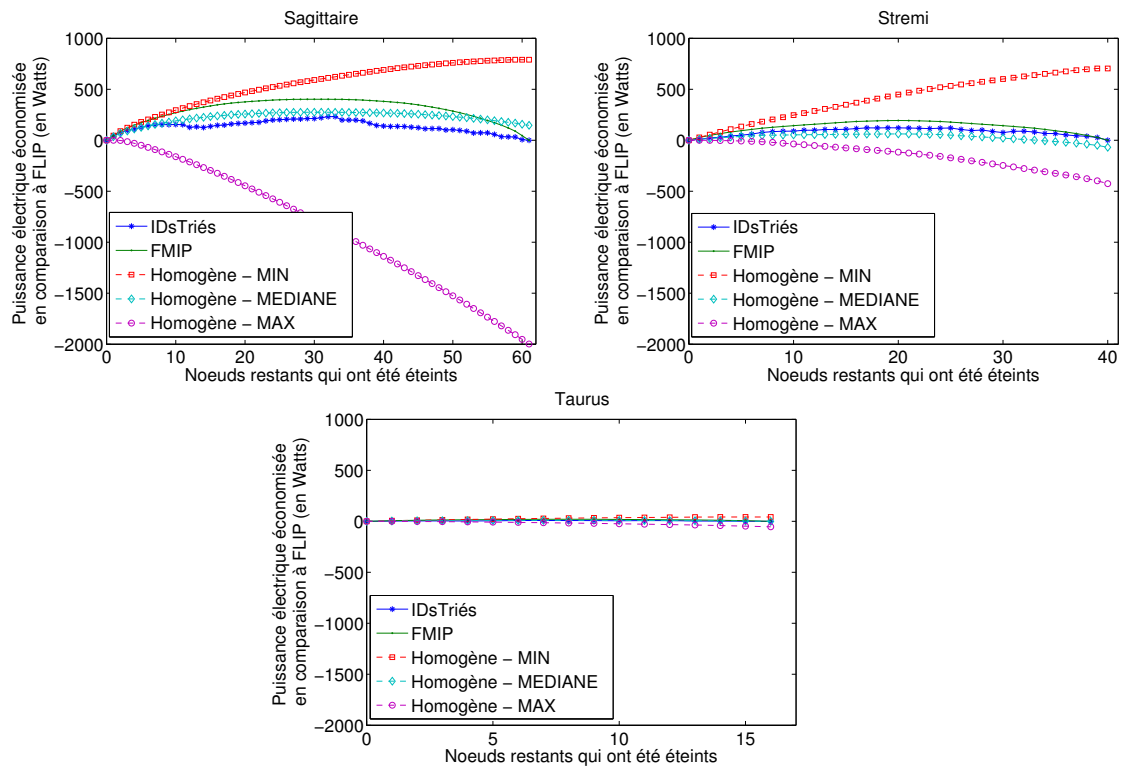 Sagittaire
Puissance électrique économisée
en comparaison à FLIP (en Watts)
1000
500
0
−500
−1000
−1500
−2000
IDsTriés
FMIP
Homogène − MIN
Homogène − MEDIANE
Homogène − MAX
0 10 20 30 40 50 60
Noeuds restants qui ont été éteints
Stremi
Puissance électrique économisée
en comparaison à FLIP (en Watts)
1000
500
0
−500
−1000
−1500
−2000
IDsTriés
FMIP
Homogène − MIN
Homogène − MEDIANE
Homogène − MAX
0 10 20 30 40
Noeuds restants qui ont été éteints
Taurus
Puissance électrique économisée
en comparaison à FLIP (en Watts)
1000
500
0
−500
−1000
−1500
−2000
IDsTriés
FMIP
Homogène − MIN
Homogène − MEDIANE
Homogène − MAX
0 5 10 15
Noeuds restants qui ont été éteints